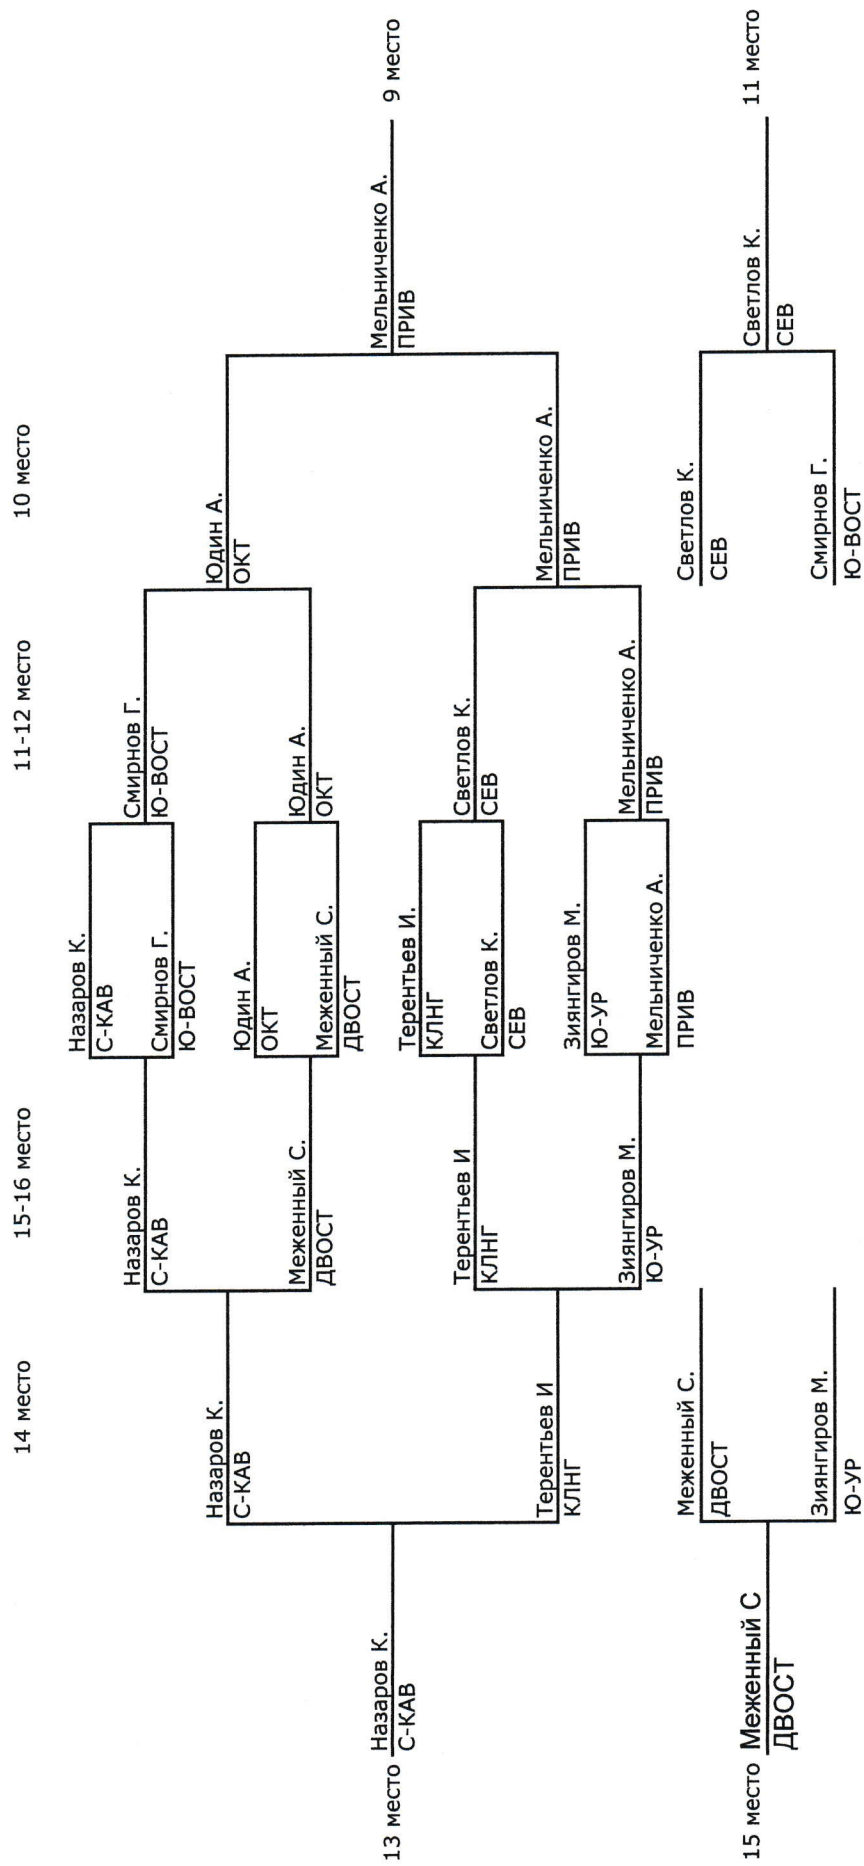 14 место
15-16 место
11-12 место
10 место
13 место
Назаров К.
С-КАВ
Назаров К.
С-КАВ
Терентьев И
КЛНГ
Назаров К.
С-КАВ
Меженный С.
ДВОСТ
Терентьев И
КЛНГ
Зиянгиров М.
Ю-УР
Назаров К.
С-КАВ
Смирнов Г.
Ю-ВОСТ
Юдин А.
ОКТ
Меженный С.
ДВОСТ
Терентьев И.
КЛНГ
Светлов К.
СЕВ
Зиянгиров М.
Ю-УР
Мельниченко А.
ПРИВ
Смирнов Г.
Ю-ВОСТ
Юдин А.
ОКТ
Светлов К.
СЕВ
Мельниченко А.
ПРИВ
Юдин А.
ОКТ
Мельниченко А.
ПРИВ
Мельниченко А.
ПРИВ
9 место
15 место
Меженный С
ДВОСТ
Меженный С.
ДВОСТ
Зиянгиров М.
Ю-УР
Светлов К.
СЕВ
Смирнов Г.
Ю-ВОСТ
Светлов К.
СЕВ
11 место